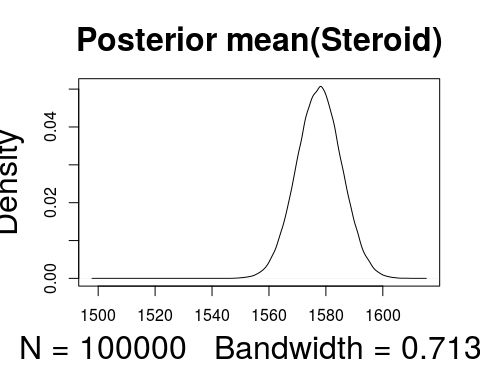 Posterior mean(Steroid)
Density
0.04
0.02
0.00
1500 1520 1540 1560 1580 1600
N = 100000 Bandwidth = 0.713